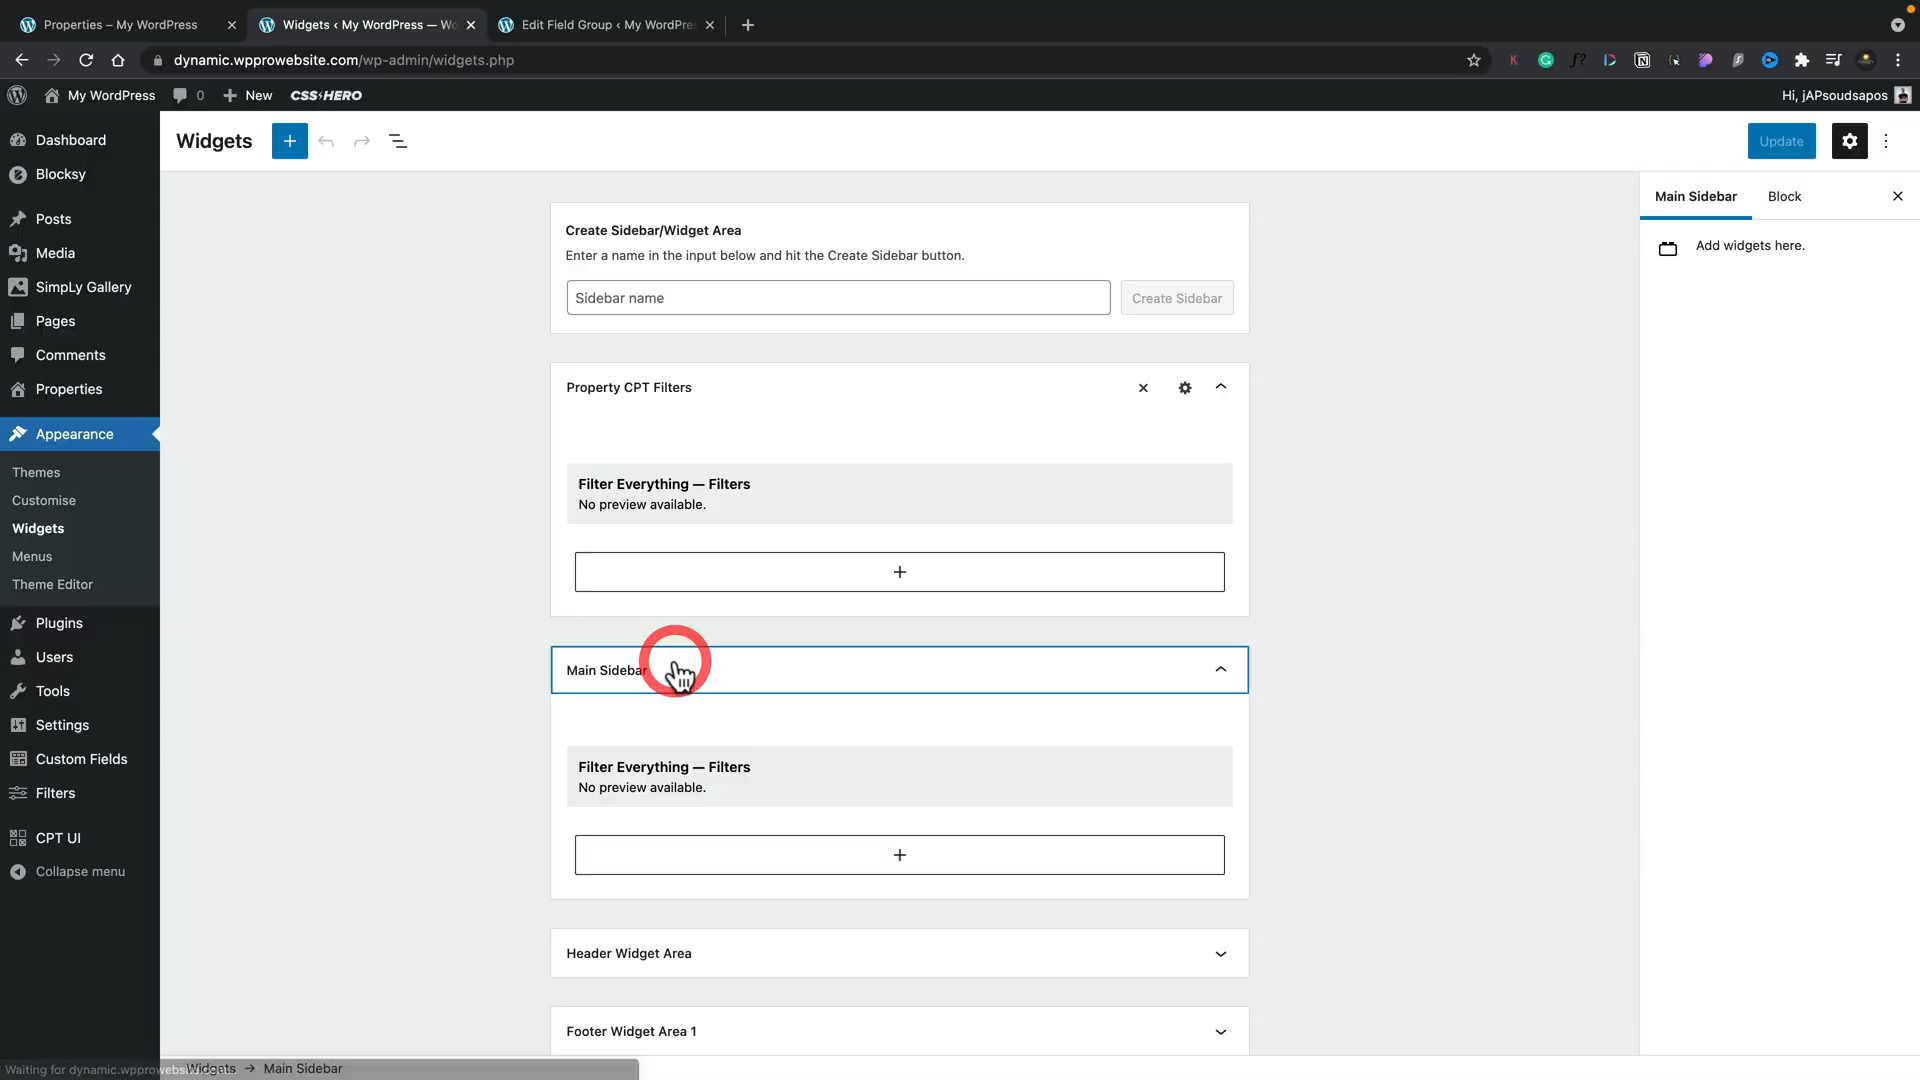 Properties – My WordPress
Widgets ‹ My WordPress — Wo
Edit Field Group ‹ My WordPre
dynamic.wpprowebsite.com/wp-admin/widgets.php
My WordPress
0
New
CSS HERO
Hi, jAPsoudsapos
Dashboard
Blocksy
Posts
Media
SimpLy Gallery
Pages
Comments
Properties
Appearance
Themes
Customise
Widgets
Menus
Theme Editor
Plugins
Users
Tools
Settings
Custom Fields
Filters
CPT UI
Collapse menu
Widgets
Update
Create Sidebar/Widget Area
Enter a name in the input below and hit the Create Sidebar button.
Sidebar name
Create Sidebar
Property CPT Filters
Filter Everything — Filters
No preview available.
Main Sidebar
Filter Everything — Filters
No preview available.
Header Widget Area
Footer Widget Area 1
Main Sidebar
Block
Add widgets here.
Waiting for
Widgets → Main Sidebar